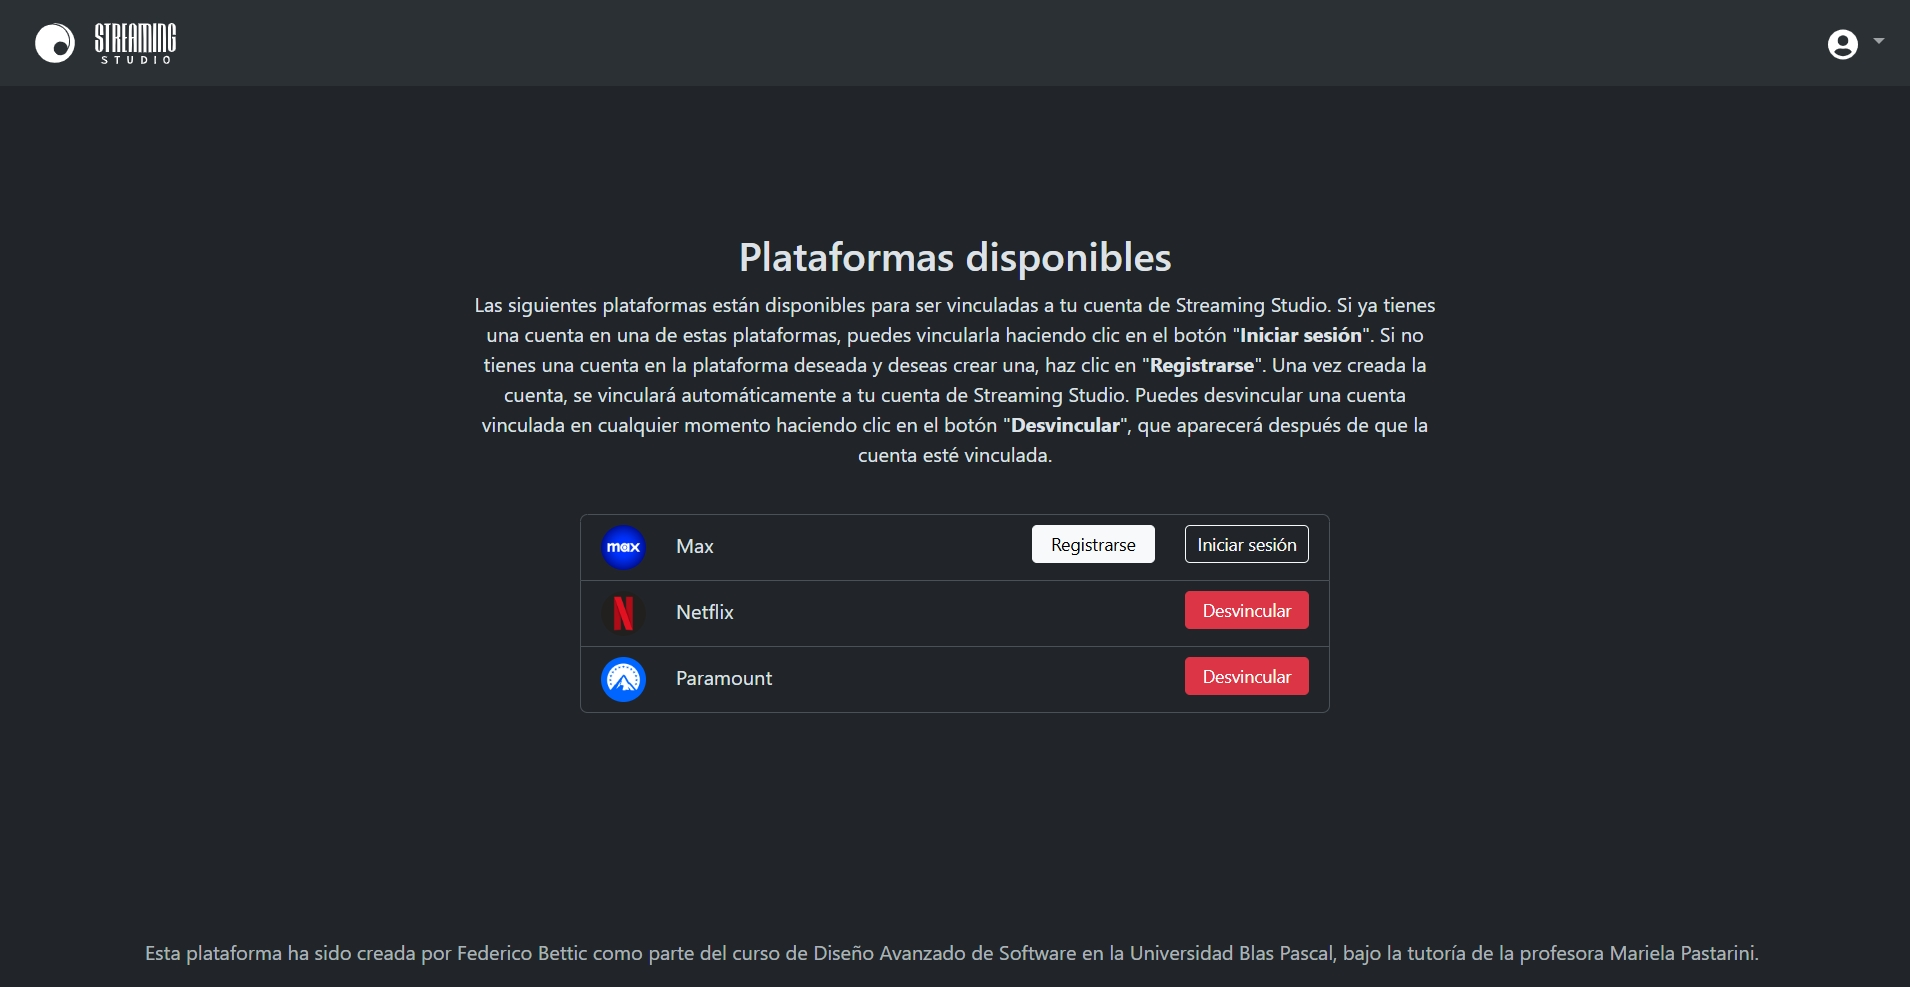 STREAMING
STUDIO
Plataformas disponibles
Las siguientes plataformas están disponibles para ser vinculadas a tu cuenta de Streaming Studio. Si ya tienes
una cuenta en una de estas plataformas, puedes vincularla haciendo clic en el botón "Iniciar sesión". Si no
tienes una cuenta en la plataforma deseada y deseas crear una, haz clic en "Registrarse". Una vez creada la
cuenta, se vinculará automáticamente a tu cuenta de Streaming Studio. Puedes desvincular una cuenta
vinculada en cualquier momento haciendo clic en el botón "Desvincular", que aparecerá después de que la
cuenta esté vinculada.
max Max Registrarse Iniciar sesión
N Netflix Desvincular
Paramount Desvincular
Esta plataforma ha sido creada por Federico Bettic como parte del curso de Diseño Avanzado de Software en la Universidad Blas Pascal, bajo la tutoría de la profesora Mariela Pastarini.